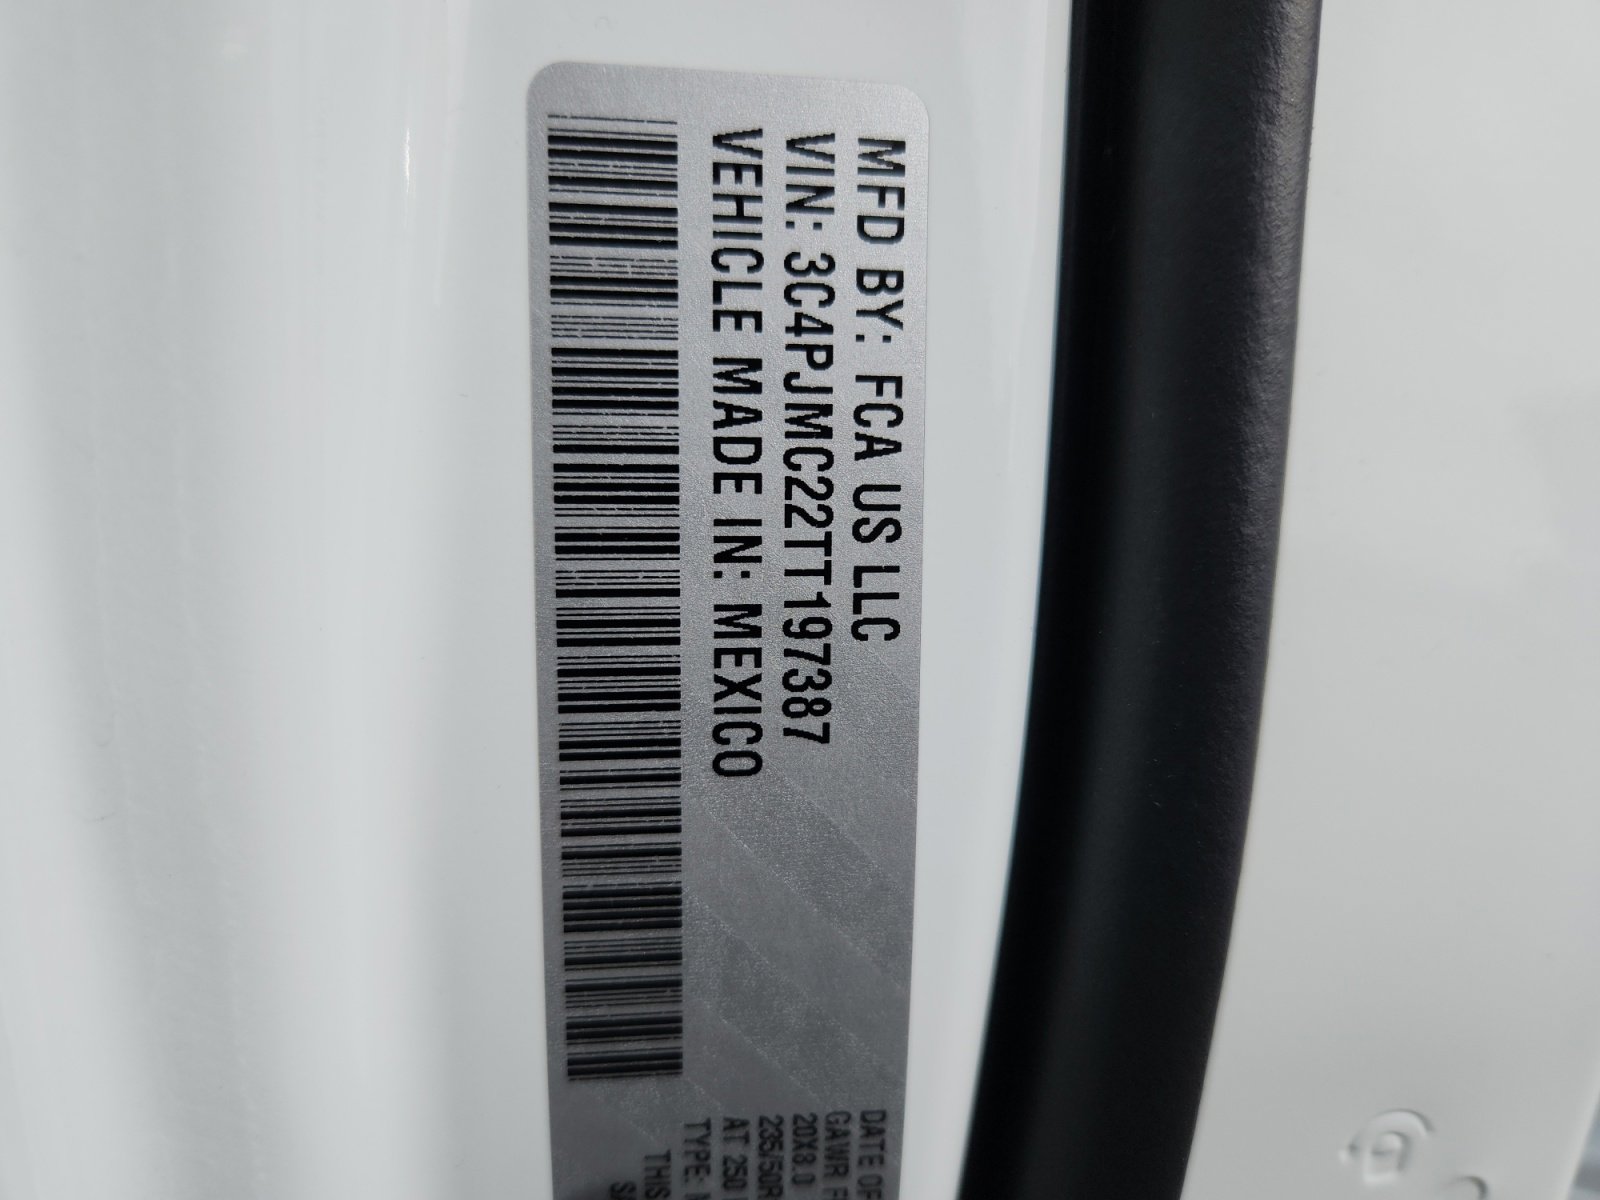 MFD BY: FCA US LLC
VIN: 3C4PJMC22TT197387
VEHICLE MADE IN: MEXICO
DATE OF
GAWR F
20X8.0
235/50R
AT 250
TYPE:
THIS